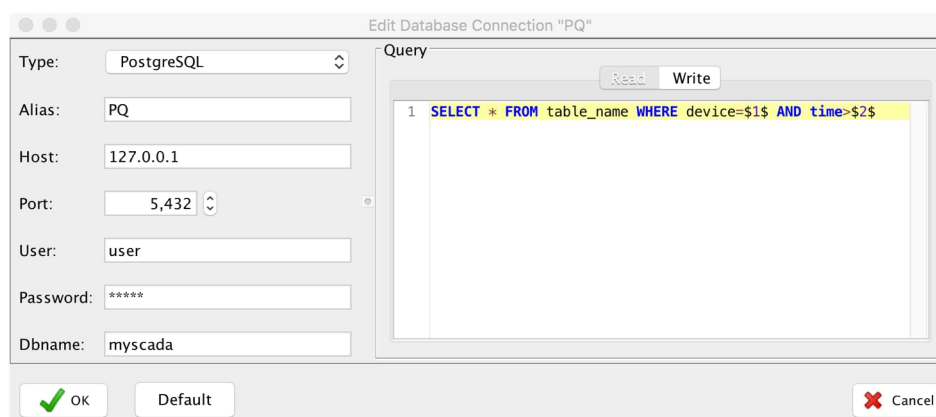 Edit Database Connection "PQ"
Type: PostgreSQL
Alias: PQ
Host: 127.0.0.1
Port: 5,432
User: user
Password: *****
Dbname: myscada
Query
Read Write
1 SELECT * FROM table_name WHERE device=$1$ AND time>$2$
OK Default Cancel